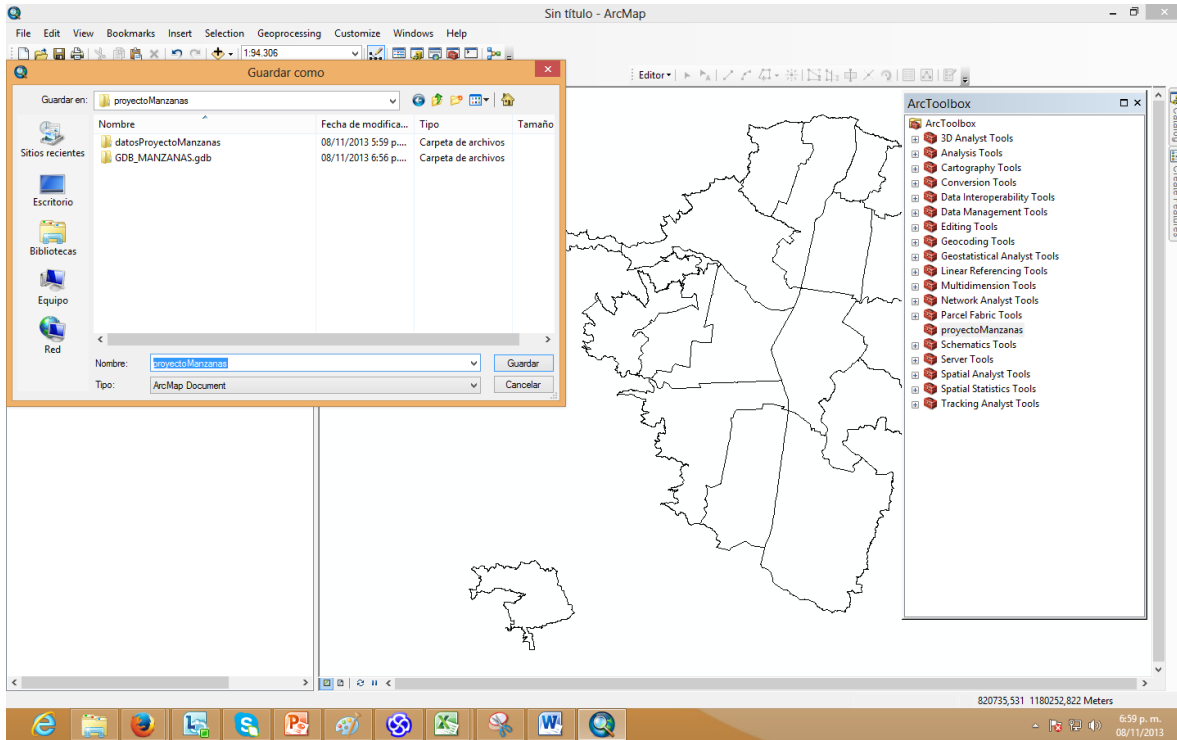 Sin título - ArcMap
File Edit View Bookmarks Insert Selection Geoprocessing Customize Windows Help
1:94.306
Editor
Guardar como
Guardar en: proyectoManzanas
Nombre Fecha de modifica... Tipo Tamaño
datosProyectoManzanas 08/11/2013 5:59 p.... Carpeta de archivos
GDB_MANZANAS.gdb 08/11/2013 6:56 p.... Carpeta de archivos
Sitios recientes
Escritorio
Bibliotecas
Equipo
Red
Nombre: proyectoManzanas Guardar
Tipo: ArcMap Document Cancelar
ArcToolbox
ArcToolbox
3D Analyst Tools
Analysis Tools
Cartography Tools
Conversion Tools
Data Interoperability Tools
Data Management Tools
Editing Tools
Geocoding Tools
Geostatistical Analyst Tools
Linear Referencing Tools
Multidimension Tools
Network Analyst Tools
Parcel Fabric Tools
proyectoManzanas
Schematics Tools
Server Tools
Spatial Analyst Tools
Spatial Statistics Tools
Tracking Analyst Tools
Catalog
Create Features
820735,531 1180252,822 Meters
6:59 p. m.
08/11/2013